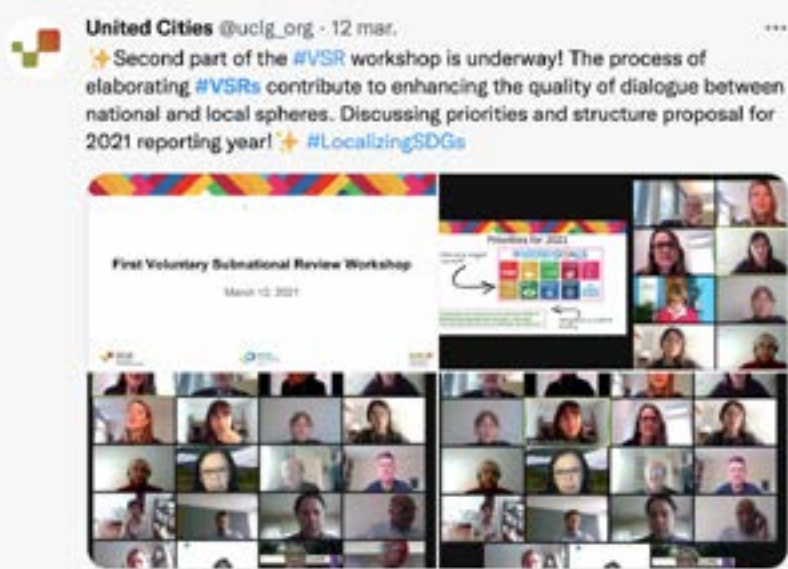 United Cities @uclg_org · 12 mar.
✨Second part of the #VSR workshop is underway! The process of
elaborating #VSRs contribute to enhancing the quality of dialogue between
national and local spheres. Discussing priorities and structure proposal for
2021 reporting year!✨ #LocalizingSDGs
First Voluntary Subnational Review Workshop
March 12, 2021
Priorities for 2021